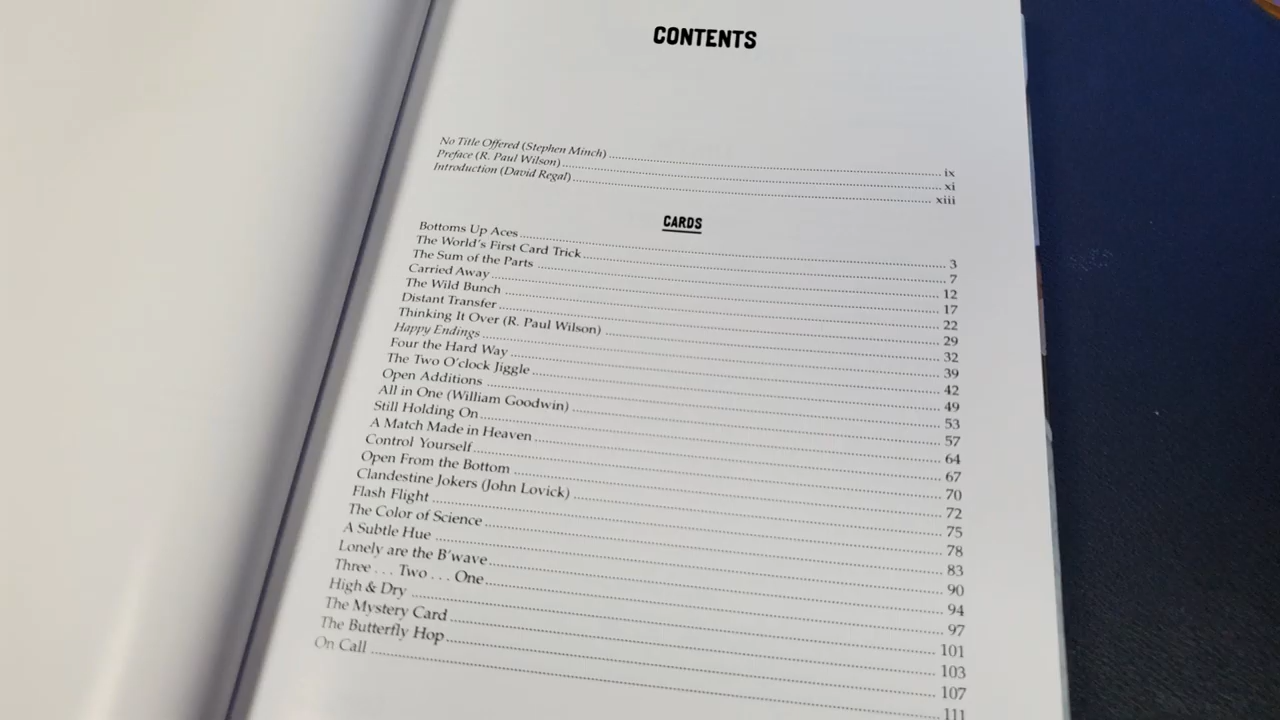 CONTENTS
No Title Offered (Stephen Minch) ix
Preface (R. Paul Wilson) xi
Introduction (David Regal) xiii
CARDS
Bottoms Up Aces 3
The World's First Card Trick 7
The Sum of the Parts 12
Carried Away 17
The Wild Bunch 22
Distant Transfer 29
Thinking It Over (R. Paul Wilson) 32
Happy Endings 39
Four the Hard Way 42
The Two O'clock Jiggle 49
Open Additions 53
All in One (William Goodwin) 57
Still Holding On 64
A Match Made in Heaven 67
Control Yourself 70
Open From the Bottom 72
Clandestine Jokers (John Lovick) 75
Flash Flight 78
The Color of Science 83
A Subtle Hue 90
Lonely are the B'wave 94
Three . . . Two . . . One 97
High & Dry 101
The Mystery Card 103
The Butterfly Hop 107
On Call 111